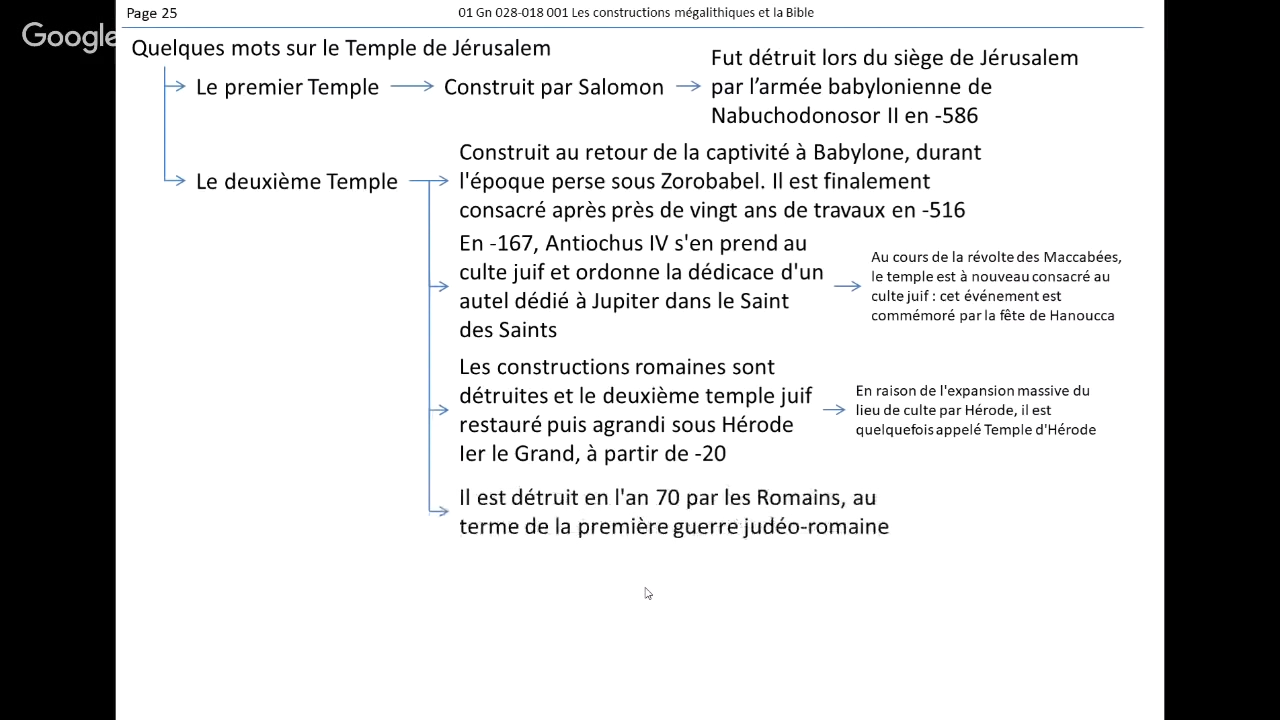 Page 25
01 Gn 028-018 001 Les constructions mégalithiques et la Bible
Google
Quelques mots sur le Temple de Jérusalem
Le premier Temple
Construit par Salomon
Fut détruit lors du siège de Jérusalem
par l’armée babylonienne de
Nabuchodonosor II en -586
Le deuxième Temple
Construit au retour de la captivité à Babylone, durant
l'époque perse sous Zorobabel. Il est finalement
consacré après près de vingt ans de travaux en -516
En -167, Antiochus IV s'en prend au
culte juif et ordonne la dédicace d'un
autel dédié à Jupiter dans le Saint
des Saints
Au cours de la révolte des Maccabées,
le temple est à nouveau consacré au
culte juif : cet événement est
commémoré par la fête de Hanoucca
Les constructions romaines sont
détruites et le deuxième temple juif
restauré puis agrandi sous Hérode
Ier le Grand, à partir de -20
En raison de l'expansion massive du
lieu de culte par Hérode, il est
quelquefois appelé Temple d'Hérode
Il est détruit en l'an 70 par les Romains, au
terme de la première guerre judéo-romaine